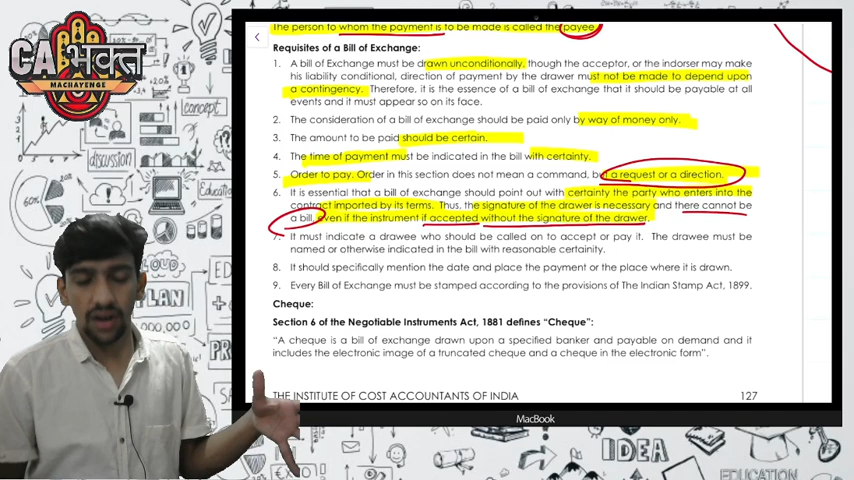 CA भक्त
MACHAYENGE
The person to whom the payment is to be made is called the payee.
Requisites of a Bill of Exchange:
1. A bill of Exchange must be drawn unconditionally, though the acceptor, or the indorser may make
his liability conditional, direction of payment by the drawer must not be made to depend upon
a contingency. Therefore, it is the essence of a bill of exchange that it should be payable at all
events and it must appear so on its face.
2. The consideration of a bill of exchange should be paid only by way of money only.
3. The amount to be paid should be certain.
4. The time of payment must be indicated in the bill with certainty.
5. Order to pay. Order in this section does not mean a command, but a request or a direction.
6. It is essential that a bill of exchange should point out with certainty the party who enters into the
contract imported by its terms. Thus, the signature of the drawer is necessary and there cannot be
a bill, even if the instrument if accepted without the signature of the drawer.
7. It must indicate a drawee who should be called on to accept or pay it. The drawee must be
named or otherwise indicated in the bill with reasonable certainty.
8. It should specifically mention the date and place the payment or the place where it is drawn.
9. Every Bill of Exchange must be stamped according to the provisions of The Indian Stamp Act, 1899.
Cheque:
Section 6 of the Negotiable Instruments Act, 1881 defines “Cheque”:
“A cheque is a bill of exchange drawn upon a specified banker and payable on demand and it
includes the electronic image of a truncated cheque and a cheque in the electronic form”.
THE INSTITUTE OF COST ACCOUNTANTS OF INDIA 127
MacBook
concept
discussion
60%
20%
Education
PLAN
IDEA
EDUCATION